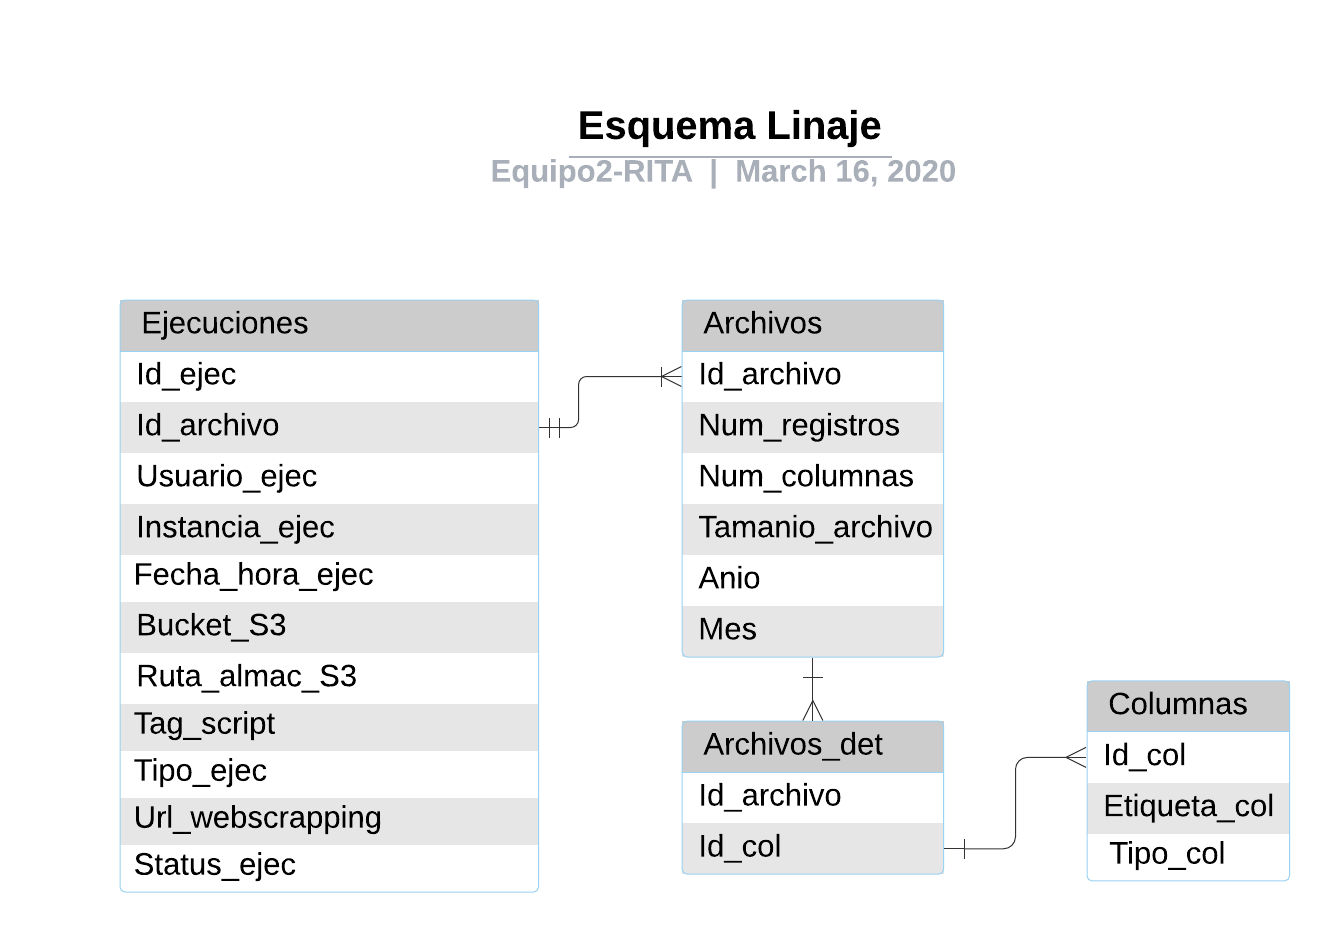 Esquema Linaje
Equipo2-RITA | March 16, 2020
Ejecuciones
Id_ejec
Id_archivo
Usuario_ejec
Instancia_ejec
Fecha_hora_ejec
Bucket_S3
Ruta_almac_S3
Tag_script
Tipo_ejec
Url_webscrapping
Status_ejec
Archivos
Id_archivo
Num_registros
Num_columnas
Tamanio_archivo
Anio
Mes
Archivos_det
Id_archivo
Id_col
Columnas
Id_col
Etiqueta_col
Tipo_col